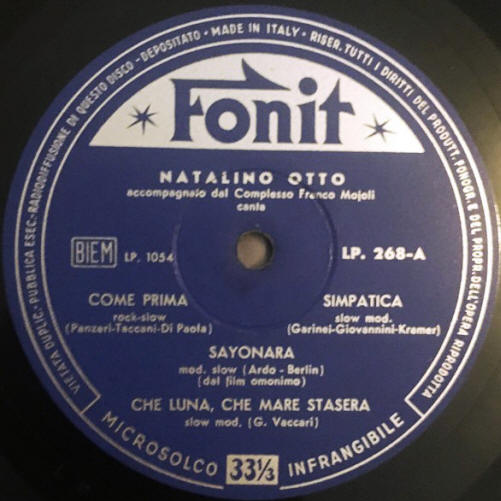 VIETATA DUPLIC.-PUBBLICA ESEC.-RADIODIFFUSIONE DI QUESTO DISCO-DEPOSITATO•MADE IN ITALY•RISER. TUTTI I DIRITTI DEL PRODUTT. FONOGR. E DEL PROPR. DELL'OPERA RIPRODOTTA
Fonit
NATALINO OTTO
accompagnato dal Complesso Franco Mojoli
canta
BIEM LP. 1054 LP. 268-A
COME PRIMA
rock-slow
(Panzeri-Taccani-Di Paola)
SIMPATICA
slow mod.
(Garinei-Giovannini-Kramer)
SAYONARA
mod. slow (Ardo-Berlin)
(dal film omonimo)
CHE LUNA, CHE MARE STASERA
slow mod. (G. Vaccari)
MICROSOLCO 33 1/3 INFRANGIBILE